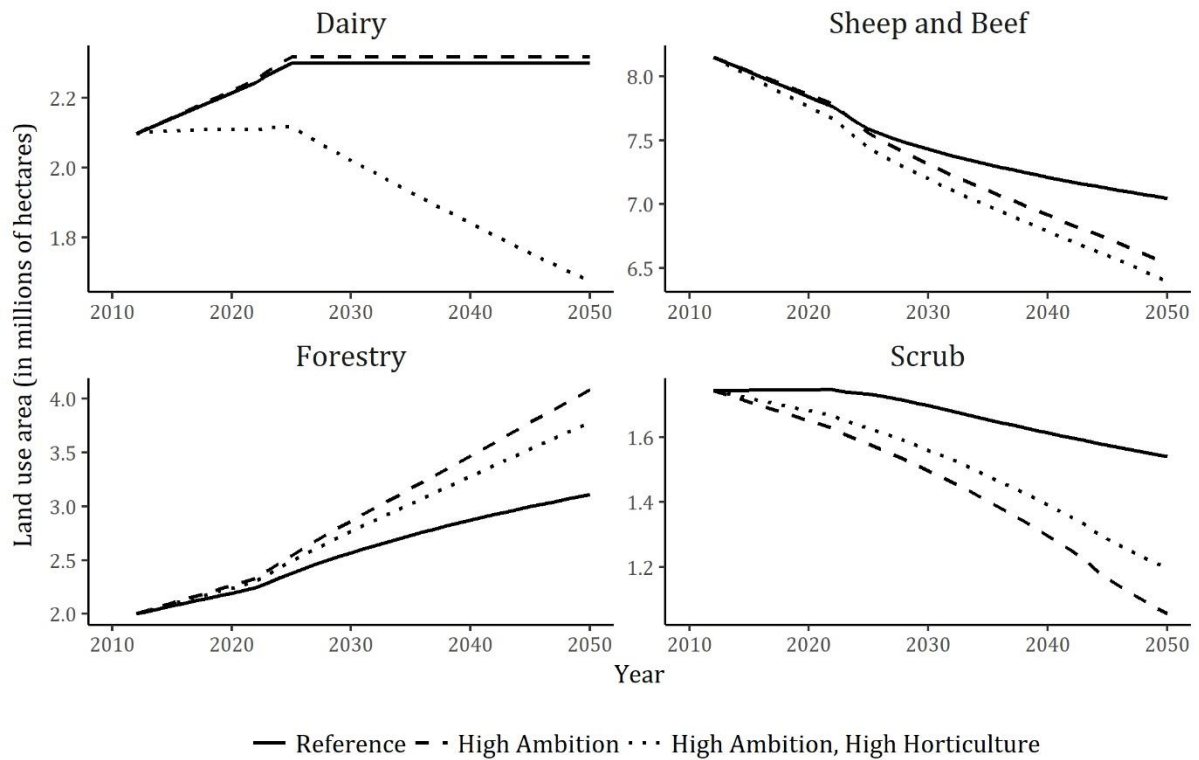 Dairy
Sheep and Beef
Land use area (in millions of hectares)
2.2
2.0
1.8
2010 2020 2030 2040 2050
8.0
7.5
7.0
6.5
2010 2020 2030 2040 2050
Forestry
Scrub
4.0
3.5
3.0
2.5
2.0
2010 2020 2030 2040 2050
1.6
1.4
1.2
2010 2020 2030 2040 2050
Year
Reference High Ambition High Ambition, High Horticulture